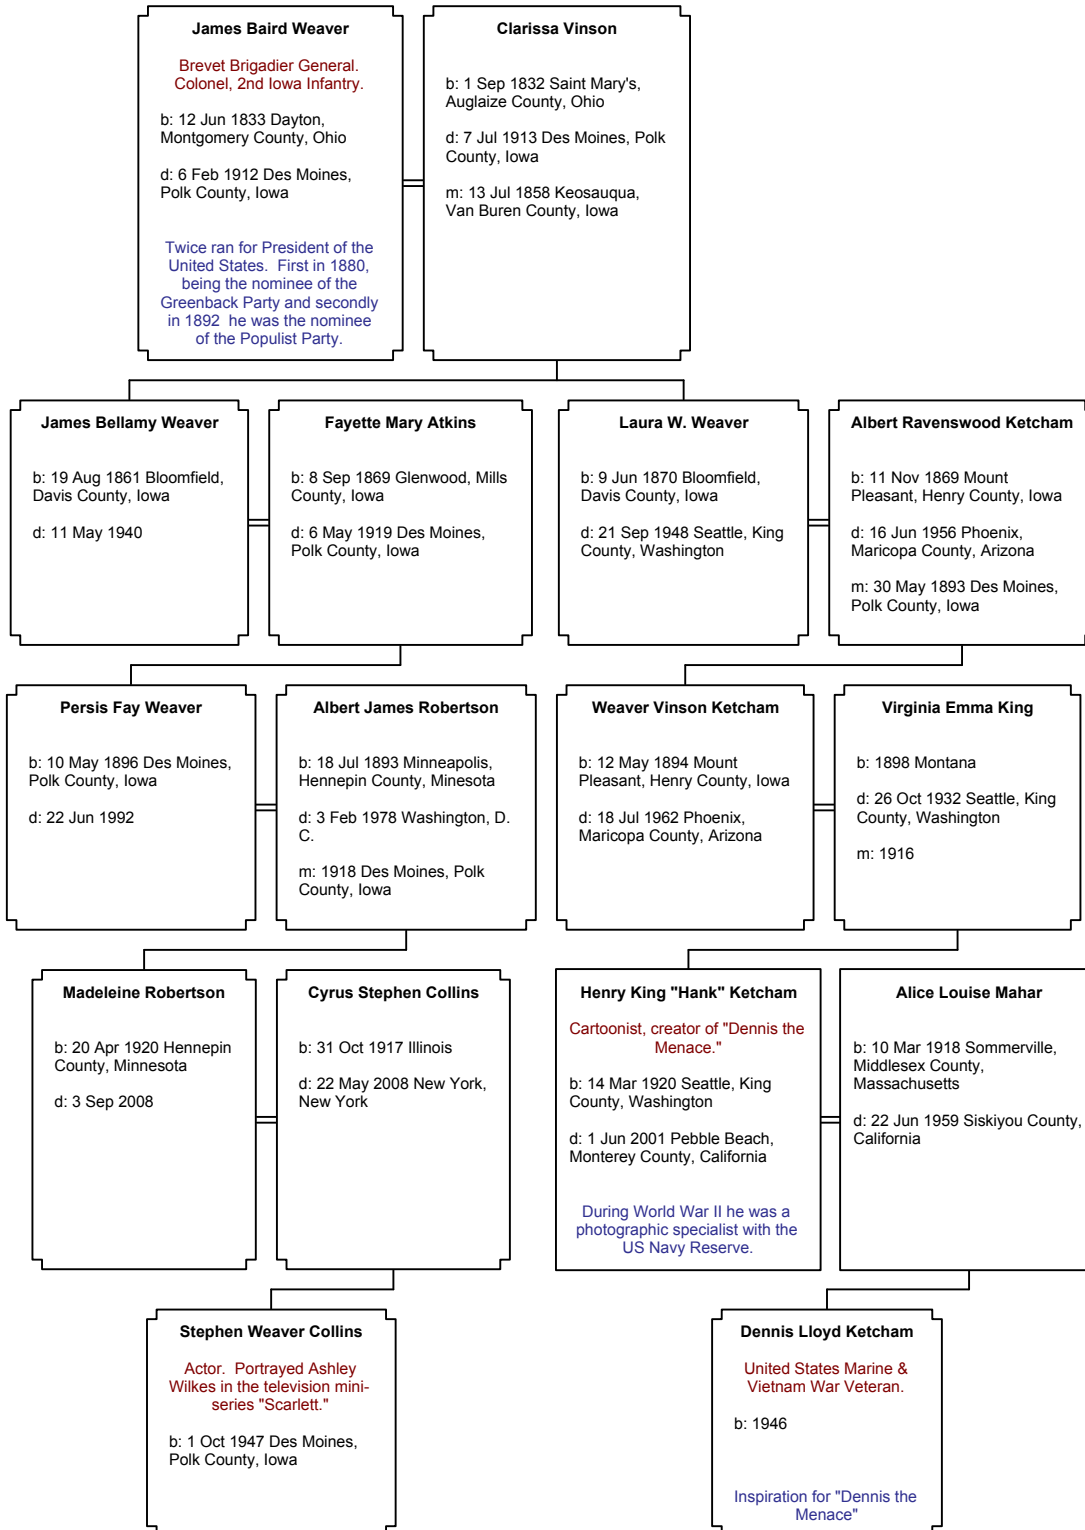 James Baird Weaver
Brevet Brigadier General.
Colonel, 2nd Iowa Infantry.
b: 12 Jun 1833 Dayton,
Montgomery County, Ohio
d: 6 Feb 1912 Des Moines,
Polk County, Iowa
Twice ran for President of the
United States.  First in 1880,
being the nominee of the
Greenback Party and secondly
in 1892  he was the nominee
of the Populist Party.
Clarissa Vinson
b: 1 Sep 1832 Saint Mary's,
Auglaize County, Ohio
d: 7 Jul 1913 Des Moines, Polk
County, Iowa
m: 13 Jul 1858 Keosauqua,
Van Buren County, Iowa
James Bellamy Weaver
b: 19 Aug 1861 Bloomfield,
Davis County, Iowa
d: 11 May 1940
Fayette Mary Atkins
b: 8 Sep 1869 Glenwood, Mills
County, Iowa
d: 6 May 1919 Des Moines,
Polk County, Iowa
Laura W. Weaver
b: 9 Jun 1870 Bloomfield,
Davis County, Iowa
d: 21 Sep 1948 Seattle, King
County, Washington
Albert Ravenswood Ketcham
b: 11 Nov 1869 Mount
Pleasant, Henry County, Iowa
d: 16 Jun 1956 Phoenix,
Maricopa County, Arizona
m: 30 May 1893 Des Moines,
Polk County, Iowa
Persis Fay Weaver
b: 10 May 1896 Des Moines,
Polk County, Iowa
d: 22 Jun 1992
Albert James Robertson
b: 18 Jul 1893 Minneapolis,
Hennepin County, Minesota
d: 3 Feb 1978 Washington, D.
C.
m: 1918 Des Moines, Polk
County, Iowa
Weaver Vinson Ketcham
b: 12 May 1894 Mount
Pleasant, Henry County, Iowa
d: 18 Jul 1962 Phoenix,
Maricopa County, Arizona
Virginia Emma King
b: 1898 Montana
d: 26 Oct 1932 Seattle, King
County, Washington
m: 1916
Madeleine Robertson
b: 20 Apr 1920 Hennepin
County, Minnesota
d: 3 Sep 2008
Cyrus Stephen Collins
b: 31 Oct 1917 Illinois
d: 22 May 2008 New York,
New York
Henry King "Hank" Ketcham
Cartoonist, creator of "Dennis the
Menace."
b: 14 Mar 1920 Seattle, King
County, Washington
d: 1 Jun 2001 Pebble Beach,
Monterey County, California
During World War II he was a
photographic specialist with the
US Navy Reserve.
Alice Louise Mahar
b: 10 Mar 1918 Sommerville,
Middlesex County,
Massachusetts
d: 22 Jun 1959 Siskiyou County,
California
Stephen Weaver Collins
Actor.  Portrayed Ashley
Wilkes in the television mini-
series "Scarlett."
b: 1 Oct 1947 Des Moines,
Polk County, Iowa
Dennis Lloyd Ketcham
United States Marine &
Vietnam War Veteran.
b: 1946
Inspiration for "Dennis the
Menace"